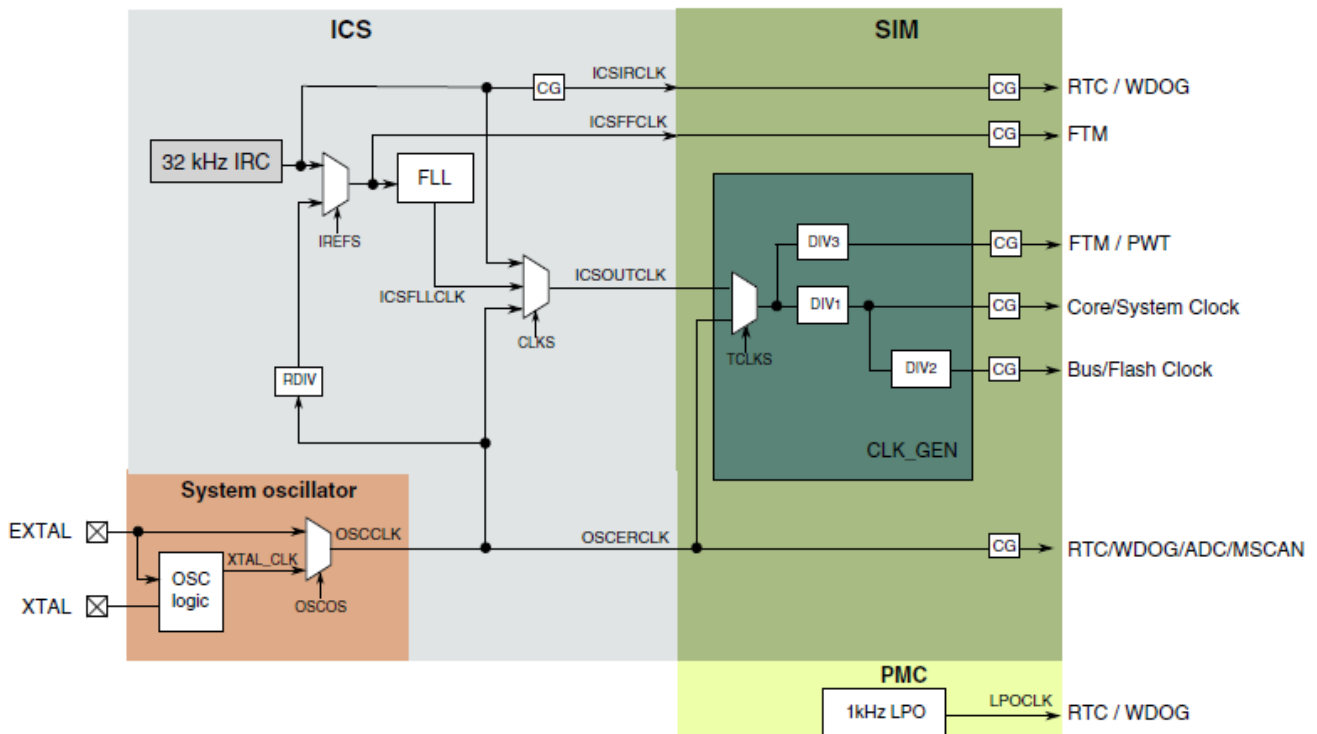 ICS
SIM
ICSIRCLK
CG
CG
RTC / WDOG
ICSFFCLK
CG
FTM
32 kHz IRC
FLL
IREFS
DIV3
CG
FTM / PWT
ICSOUTCLK
ICSFLLCLK
DIV1
CG
Core/System Clock
CLKS
TCLKS
RDIV
DIV2
CG
Bus/Flash Clock
CLK_GEN
System oscillator
EXTAL
OSCCLK
OSCERCLK
CG
RTC/WDOG/ADC/MSCAN
XTAL_CLK
OSC
logic
XTAL
OSCOS
PMC
1kHz LPO
LPOCLK
RTC / WDOG